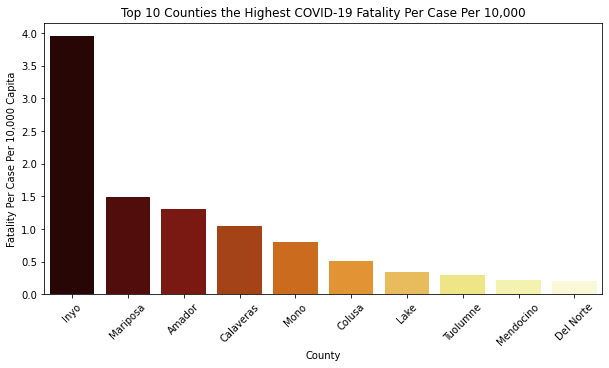 Top 10 Counties the Highest COVID-19 Fatality Per Case Per 10,000
Fatality Per Case Per 10,000 Capita
4.0
3.5
3.0
2.5
2.0
1.5
1.0
0.5
0.0
Inyo
Mariposa
Amador
Calaveras
Mono
Colusa
Lake
Tuolumne
Mendocino
Del Norte
County